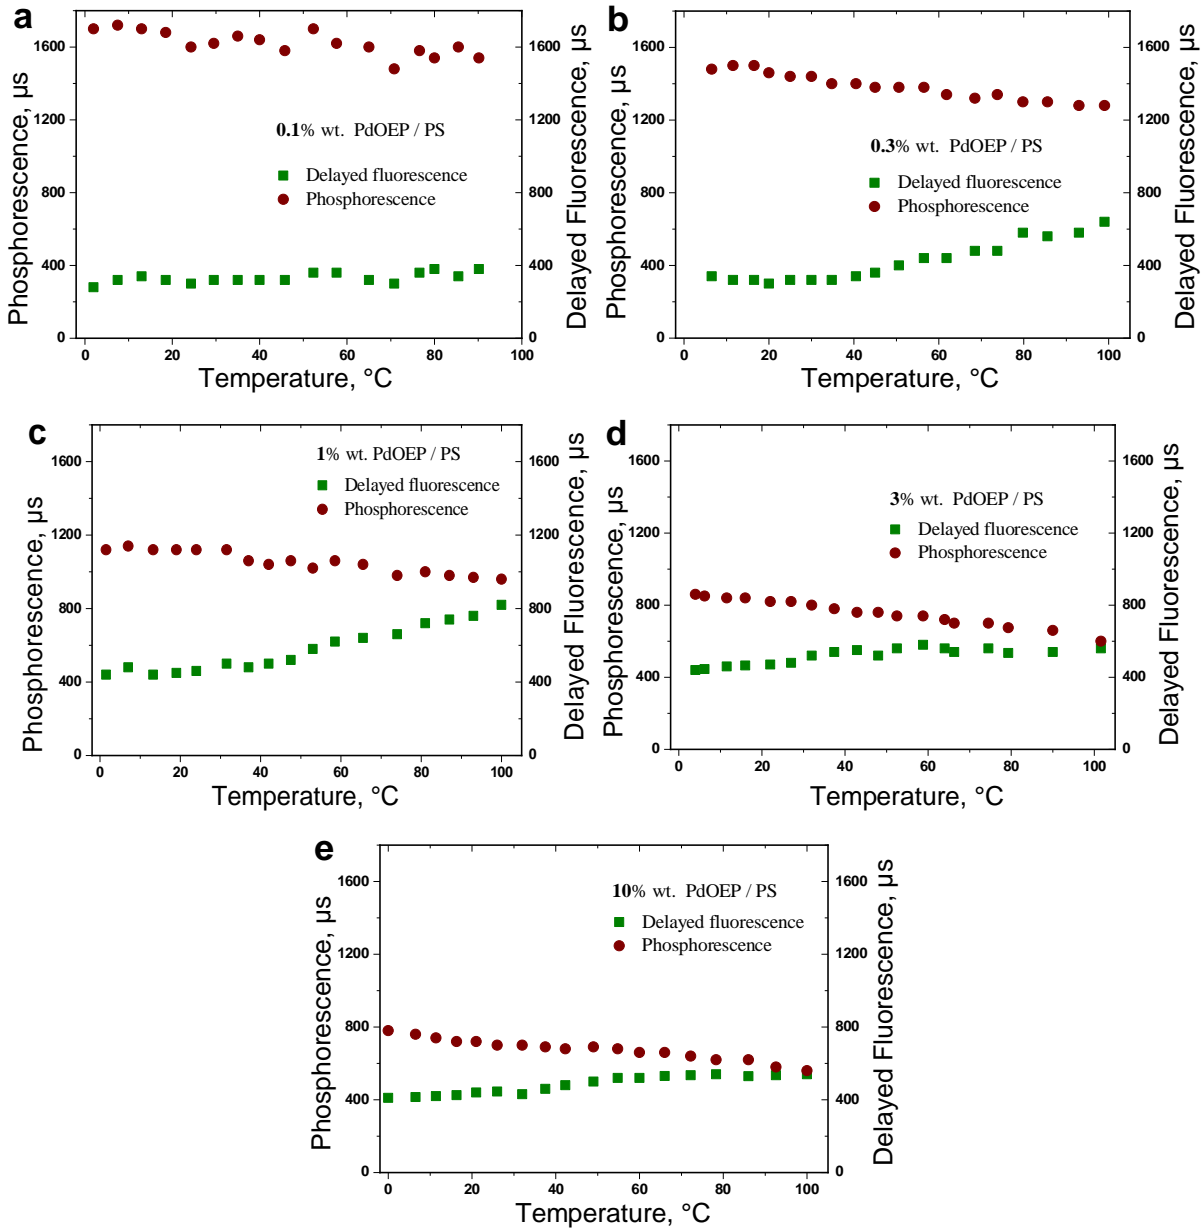 a
Phosphorescence, µs
1600
1200
800
400
0
0.1% wt. PdOEP / PS
Delayed fluorescence
Phosphorescence
1600
1200
800
400
0
Delayed Fluorescence, µs
0 20 40 60 80 100
Temperature, °C
b
Phosphorescence, µs
1600
1200
800
400
0
0.3% wt. PdOEP / PS
Delayed fluorescence
Phosphorescence
1600
1200
800
400
0
Delayed Fluorescence, µs
0 20 40 60 80 100
Temperature, °C
c
Phosphorescence, µs
1600
1200
800
400
0
1% wt. PdOEP / PS
Delayed fluorescence
Phosphorescence
1600
1200
800
400
0
Delayed Fluorescence, µs
0 20 40 60 80 100
Temperature, °C
d
Phosphorescence, µs
1600
1200
800
400
0
3% wt. PdOEP / PS
Delayed fluorescence
Phosphorescence
1600
1200
800
400
0
Delayed Fluorescence, µs
0 20 40 60 80 100
Temperature, °C
e
Phosphorescence, µs
1600
1200
800
400
0
10% wt. PdOEP / PS
Delayed fluorescence
Phosphorescence
1600
1200
800
400
0
Delayed Fluorescence, µs
0 20 40 60 80 100
Temperature, °C